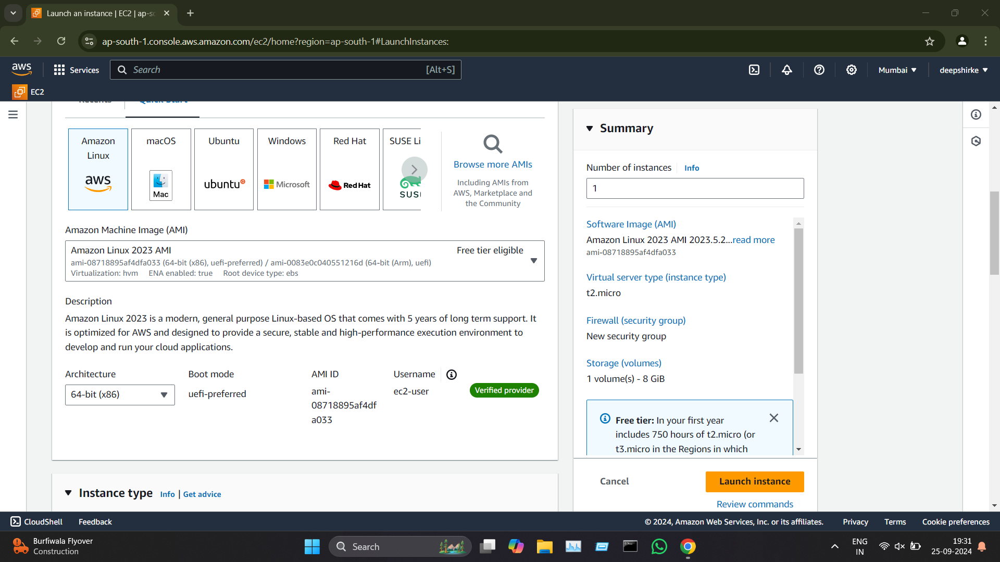 Launch an instance | EC2 | ap-so
ap-south-1.console.aws.amazon.com/ec2/home?region=ap-south-1#LaunchInstances:
aws
Services
Search
[Alt+S]
Mumbai
deepshirke
EC2
Recents
Quick Start
Amazon
Linux
aws
macOS
Mac
Ubuntu
ubuntu
Windows
Microsoft
Red Hat
Red Hat
SUSE Li
SUS
Browse more AMIs
Including AMIs from
AWS, Marketplace and
the Community
Amazon Machine Image (AMI)
Amazon Linux 2023 AMI
Free tier eligible
ami-08718895af4dfa033 (64-bit (x86), uefi-preferred) / ami-0083e0c040551216d (64-bit (Arm), uefi)
Virtualization: hvm ENA enabled: true Root device type: ebs
Description
Amazon Linux 2023 is a modern, general purpose Linux-based OS that comes with 5 years of long term support. It
is optimized for AWS and designed to provide a secure, stable and high-performance execution environment to
develop and run your cloud applications.
Architecture
64-bit (x86)
Boot mode
uefi-preferred
AMI ID
ami-
08718895af4df
a033
Username
ec2-user
Verified provider
Instance type Info | Get advice
Summary
Number of instances Info
1
Software Image (AMI)
Amazon Linux 2023 AMI 2023.5.2...read more
ami-08718895af4dfa033
Virtual server type (instance type)
t2.micro
Firewall (security group)
New security group
Storage (volumes)
1 volume(s) - 8 GiB
Free tier: In your first year
includes 750 hours of t2.micro (or
t3.micro in the Regions in which
Cancel
Launch instance
Review commands
CloudShell
Feedback
© 2024, Amazon Web Services, Inc. or its affiliates.
Privacy
Terms
Cookie preferences
Burfiwala Flyover
Construction
Search
ENG
IN
19:31
25-09-2024